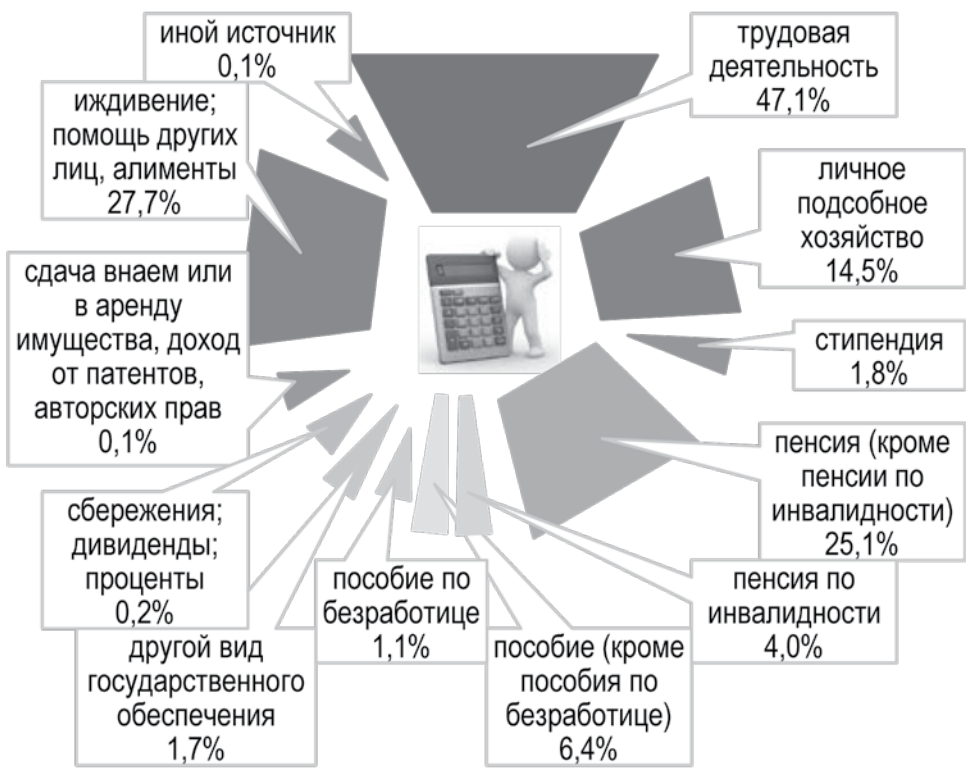 иной источник
0,1%
трудовая
деятельность
47,1%
иждивение;
помощь других
лиц, алименты
27,7%
личное
подсобное
хозяйство
14,5%
сдача внаем или
в аренду
имущества, доход
от патентов,
авторских прав
0,1%
стипендия
1,8%
пенсия (кроме
пенсии по
инвалидности)
25,1%
сбережения;
дивиденды;
проценты
0,2%
пособие по
безработице
1,1%
пенсия по
инвалидности
4,0%
другой вид
государственного
обеспечения
1,7%
пособие (кроме
пособия по
безработице)
6,4%